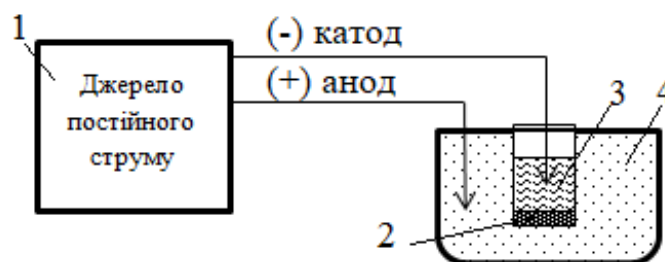 1
Джерело
постійного
струму
(-) катод
(+) анод
3
4
2